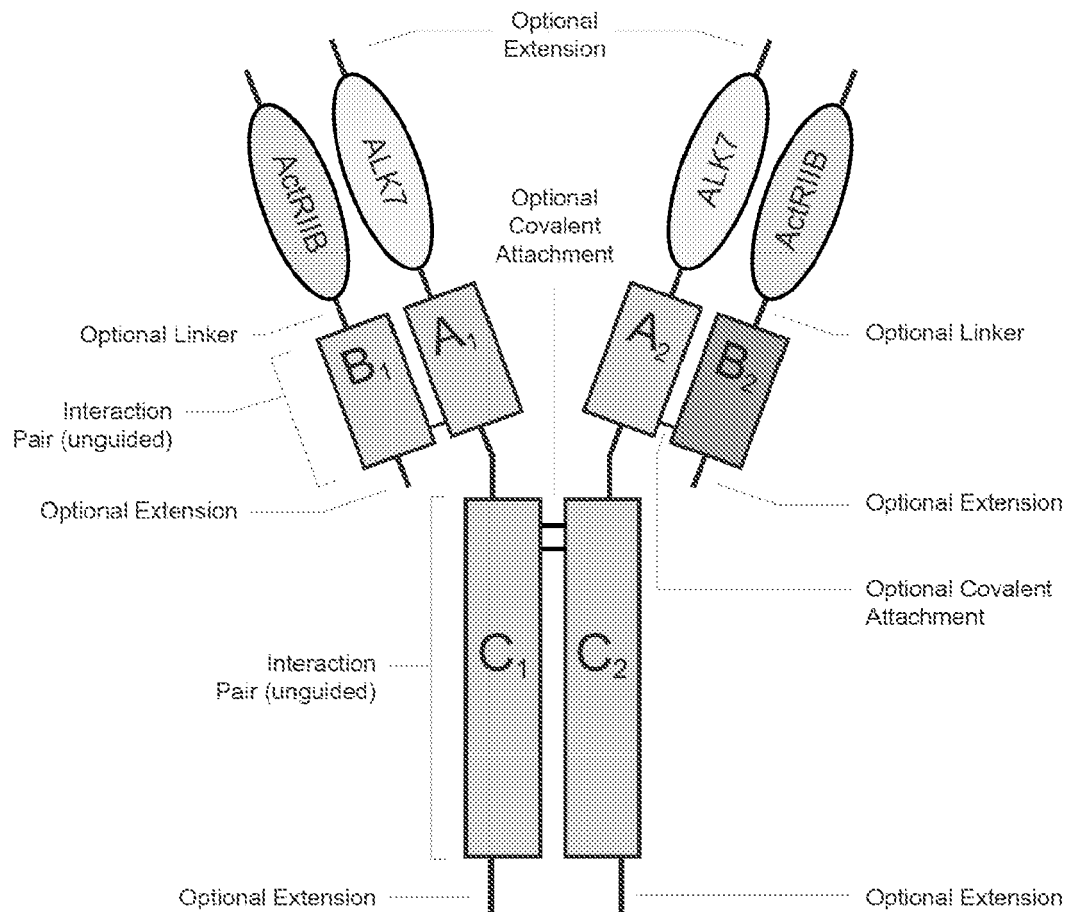 Optional
Extension
ActRIIB
ALK7
ALK7
ActRIIB
Optional
Covalent
Attachment
Optional Linker
Optional Linker
B1
A1
A2
B2
Interaction
Pair (unguided)
Optional Extension
Optional Extension
Optional Covalent
Attachment
C1
C2
Interaction
Pair (unguided)
Optional Extension
Optional Extension